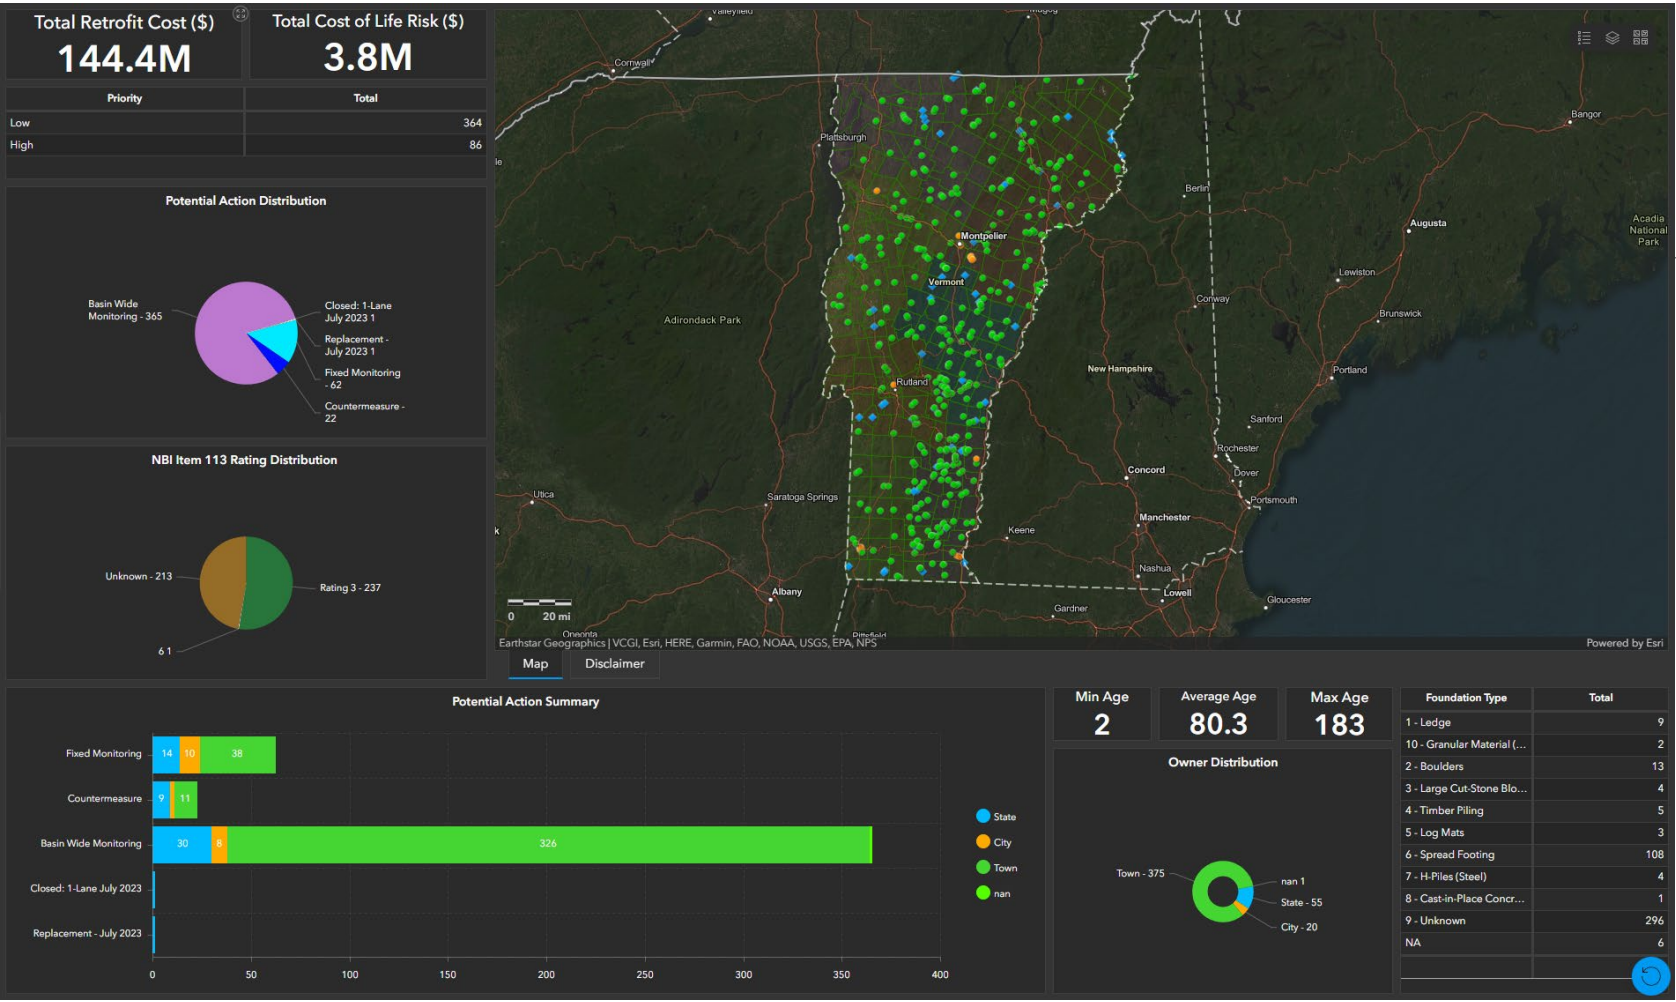 Total Retrofit Cost ($)
144.4M
Total Cost of Life Risk ($)
3.8M
Priority Total
Low 364
High 86
Potential Action Distribution
Basin Wide
Monitoring - 365
Closed: 1-Lane
July 2023 1
Replacement -
July 2023 1
Fixed Monitoring
- 62
Countermeasure -
22
NBI Item 113 Rating Distribution
Unknown - 213
Rating 3 - 237
6 1
Valleyfield
Magog
Cornwall
Bangor
Plattsburgh
Berlin
Augusta
Acadia
National
Park
Montpelier
Lewiston
Vermont
Conway
Brunswick
Adirondack Park
New Hampshire
Portland
Rutland
Sanford
Rochester
Concord
Dover
Utica
Saratoga Springs
Portsmouth
Manchester
Keene
Nashua
Albany
Lowell
Gloucester
Gardner
0 20 mi
Oneonta
Pittsfield
Earthstar Geographics | VCGI, Esri, HERE, Garmin, FAO, NOAA, USGS, EPA, NPS
Powered by Esri
Map
Disclaimer
Potential Action Summary
Fixed Monitoring
14 10 38
Countermeasure
9 11
Basin Wide Monitoring
30 8 326
Closed: 1-Lane July 2023
Replacement - July 2023
0 50 100 150 200 250 300 350 400
State
City
Town
nan
Min Age
2
Average Age
80.3
Max Age
183
Owner Distribution
Town - 375
nan 1
State - 55
City - 20
Foundation Type Total
1 - Ledge 9
10 - Granular Material (... 2
2 - Boulders 13
3 - Large Cut-Stone Blo... 4
4 - Timber Piling 5
5 - Log Mats 3
6 - Spread Footing 108
7 - H-Piles (Steel) 4
8 - Cast-in-Place Concr... 1
9 - Unknown 296
NA 6